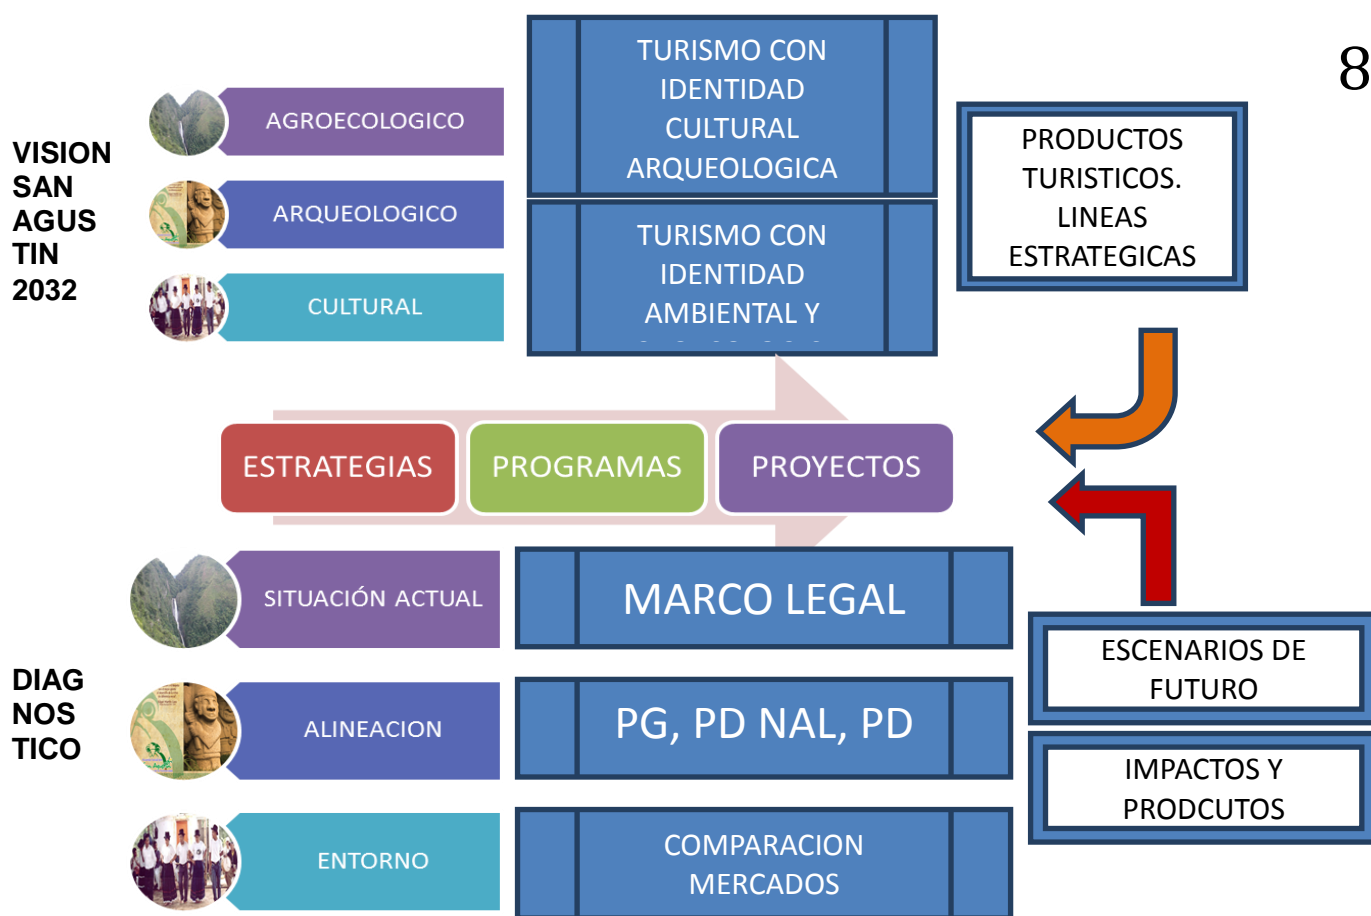 8
VISION
SAN
AGUS
TIN
2032
AGROECOLOGICO
ARQUEOLOGICO
CULTURAL
TURISMO CON
IDENTIDAD
CULTURAL
ARQUEOLOGICA
TURISMO CON
IDENTIDAD
AMBIENTAL Y
PRODUCTOS
TURISTICOS.
LINEAS
ESTRATEGICAS
ESTRATEGIAS
PROGRAMAS
PROYECTOS
DIAG
NOS
TICO
SITUACIÓN ACTUAL
ALINEACION
ENTORNO
MARCO LEGAL
PG, PD NAL, PD
COMPARACION
MERCADOS
ESCENARIOS DE
FUTURO
IMPACTOS Y
PRODCUTOS